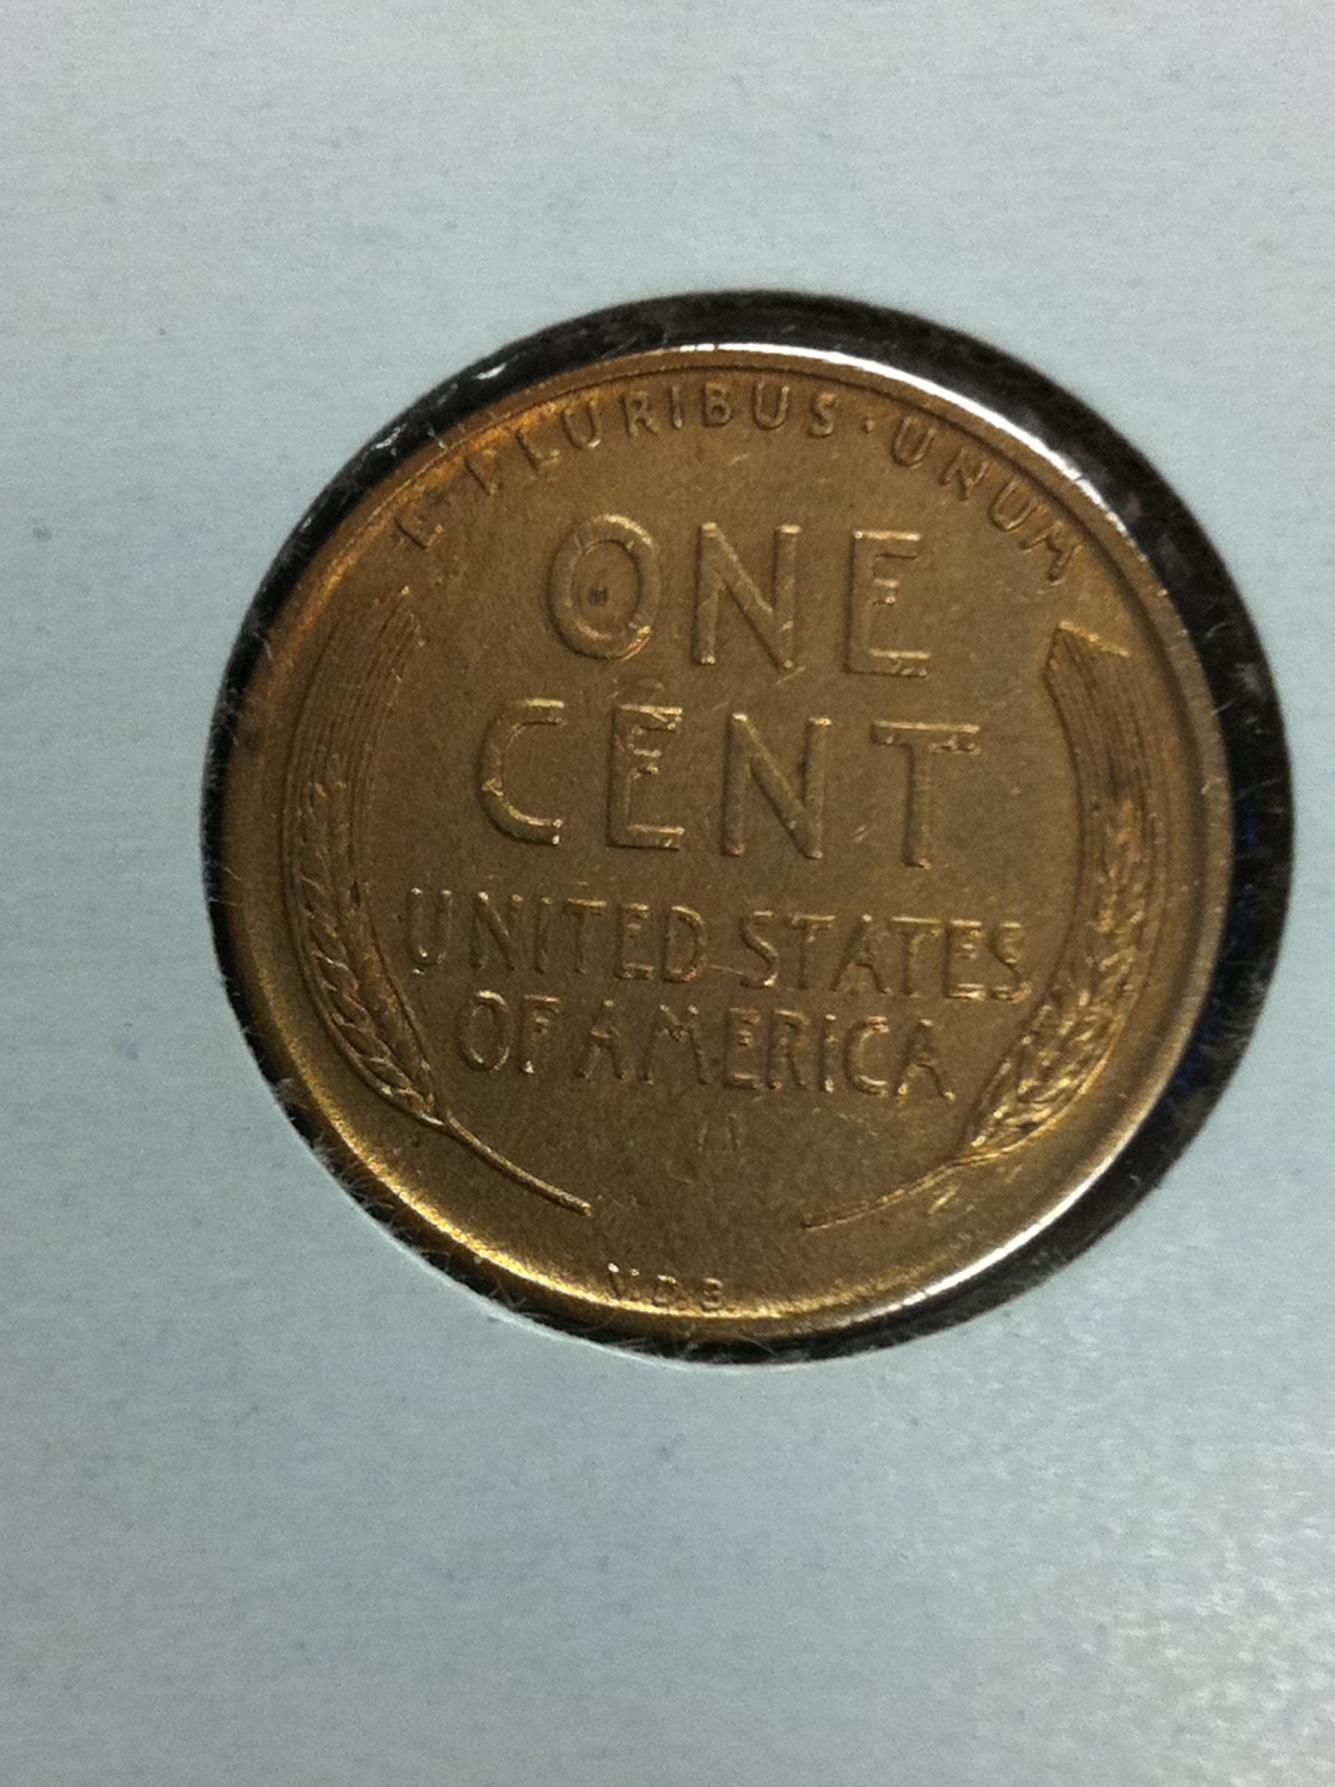 E·PLURIBUS·UNUM
ONE
CENT
UNITED STATES
OF AMERICA
V.D.B.